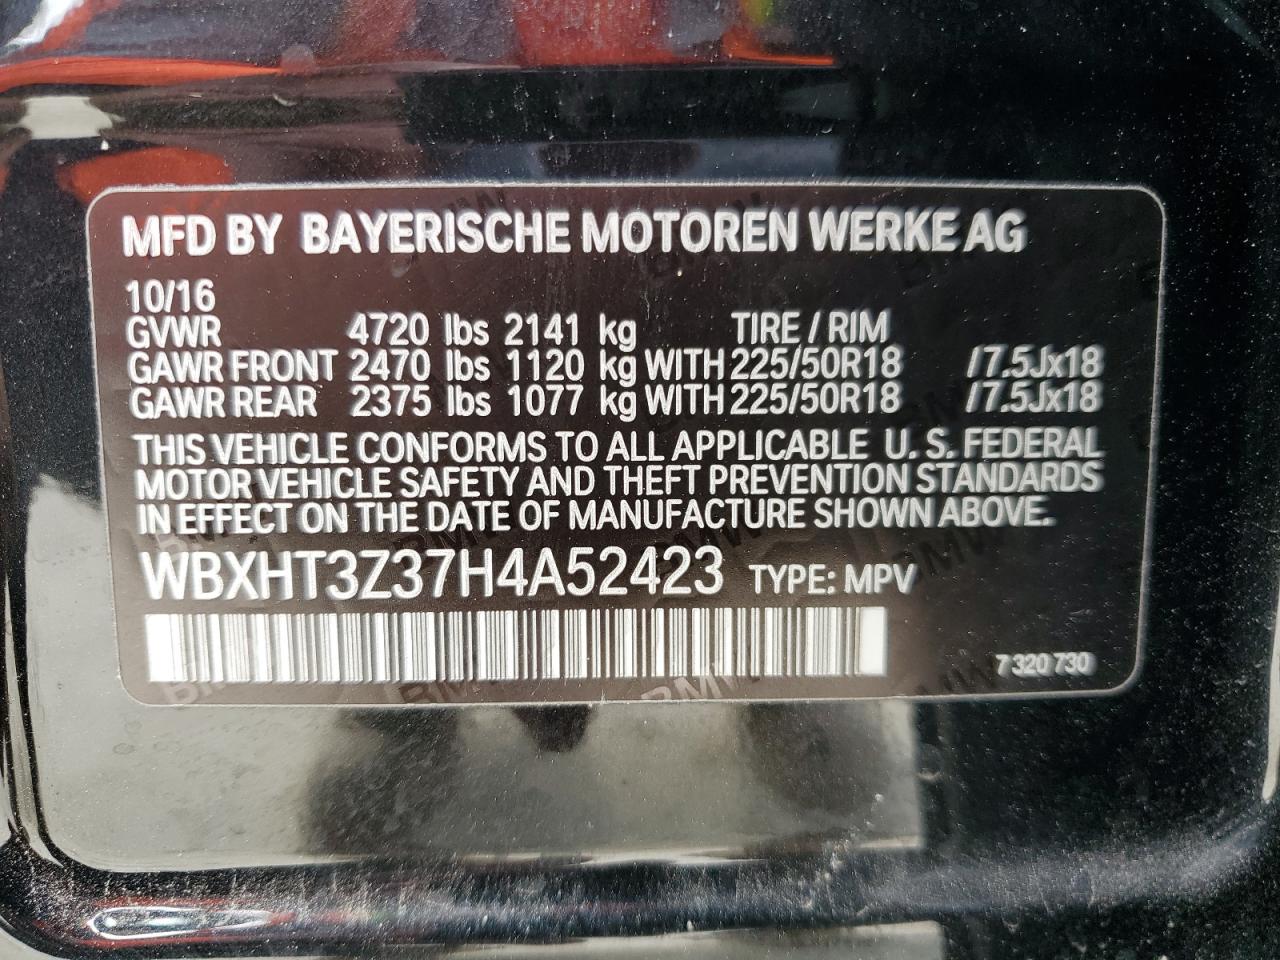 MFD BY BAYERISCHE MOTOREN WERKE AG
10/16
GVWR 4720 lbs 2141 kg TIRE / RIM
GAWR FRONT 2470 lbs 1120 kg WITH 225/50R18 /7.5Jx18
GAWR REAR 2375 lbs 1077 kg WITH 225/50R18 /7.5Jx18
THIS VEHICLE CONFORMS TO ALL APPLICABLE U. S. FEDERAL
MOTOR VEHICLE SAFETY AND THEFT PREVENTION STANDARDS
IN EFFECT ON THE DATE OF MANUFACTURE SHOWN ABOVE.
WBXHT3Z37H4A52423 TYPE: MPV
7 320 730